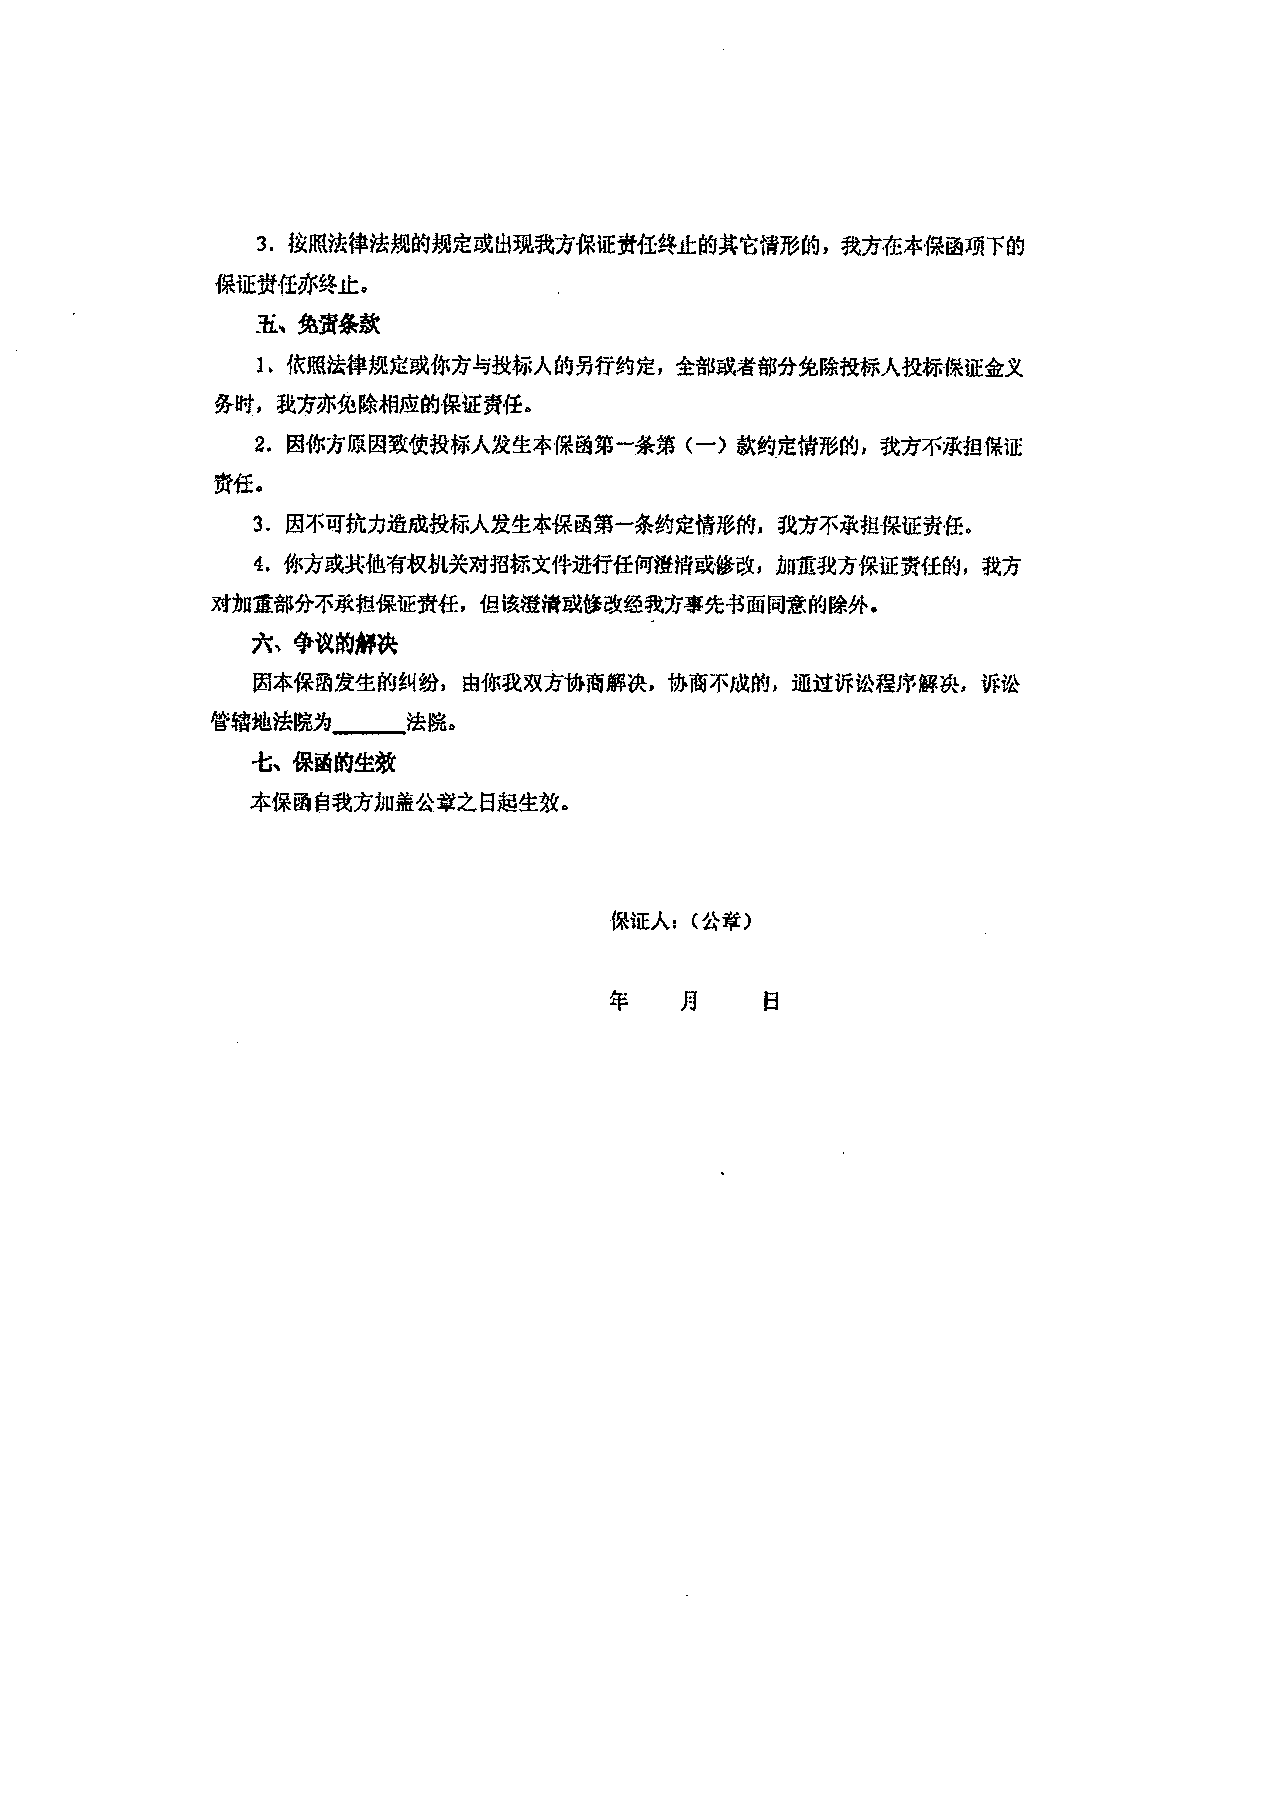 3．按照法律法规的规定或出现我方保证责任终止的其它情形的，我方在本保函项下的
保证责任亦终止。
五、免责条款
1、依照法律规定或你方与投标人的另行约定，全部或者部分免除投标人投标保证金义
务时，我方亦免除相应的保证责任。
2．因你方原因致使投标人发生本保函第一条第（一）款约定情形的，我方不承担保证
责任。
3．因不可抗力造成投标人发生本保函第一条约定情形的，我方不承担保证责任。
4．你方或其他有权机关对招标文件进行任何澄清或修改，加重我方保证责任的，我方
对加重部分不承担保证责任，但该澄清或修改经我方事先书面同意的除外。
六、争议的解决
因本保函发生的纠纷，由你我双方协商解决，协商不成的，通过诉讼程序解决，诉讼
管辖地法院为______法院。
七、保函的生效
本保函自我方加盖公章之日起生效。
保证人：（公章）
年 月 日